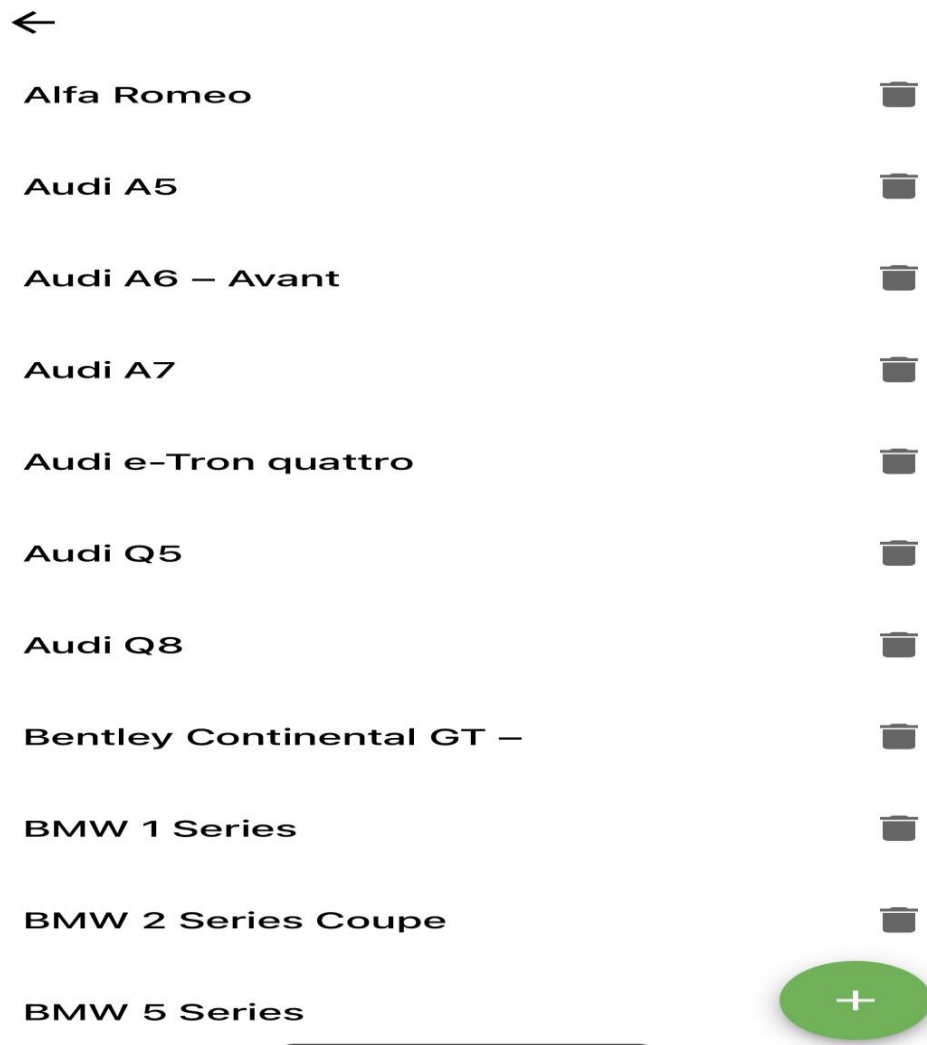 Alfa Romeo
Audi A5
Audi A6 – Avant
Audi A7
Audi e-Tron quattro
Audi Q5
Audi Q8
Bentley Continental GT –
BMW 1 Series
BMW 2 Series Coupe
BMW 5 Series